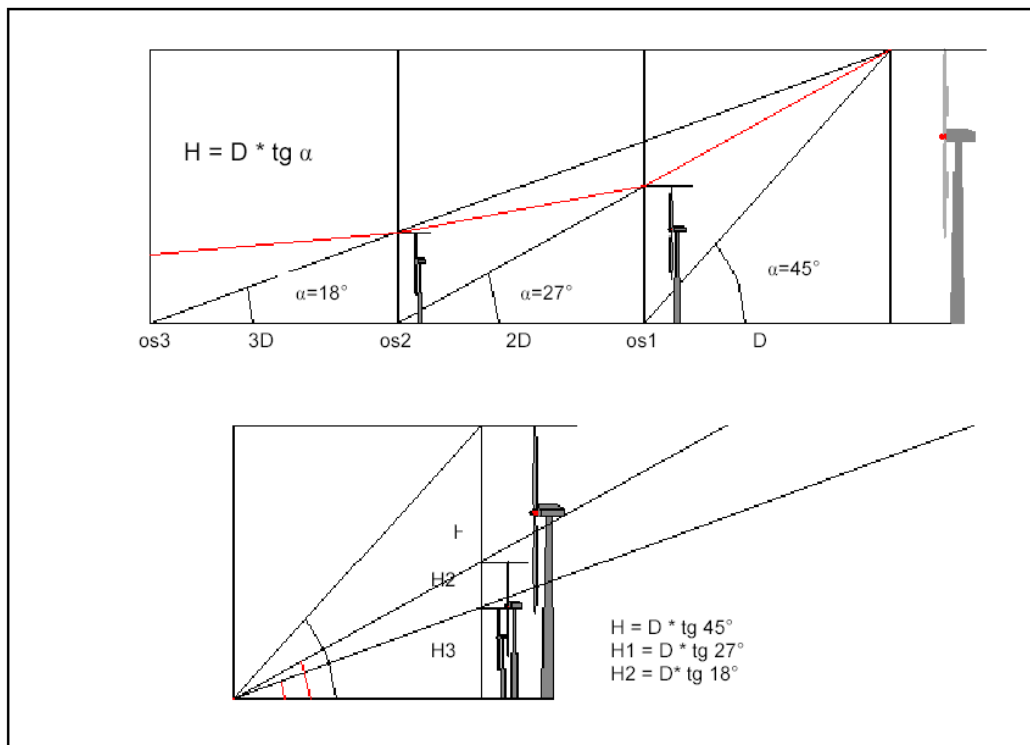 H = D * tg α
α=18°
α=27°
α=45°
os3 3D os2 2D os1 D
H
H2
H3
H = D * tg 45°
H1 = D * tg 27°
H2 = D* tg 18°